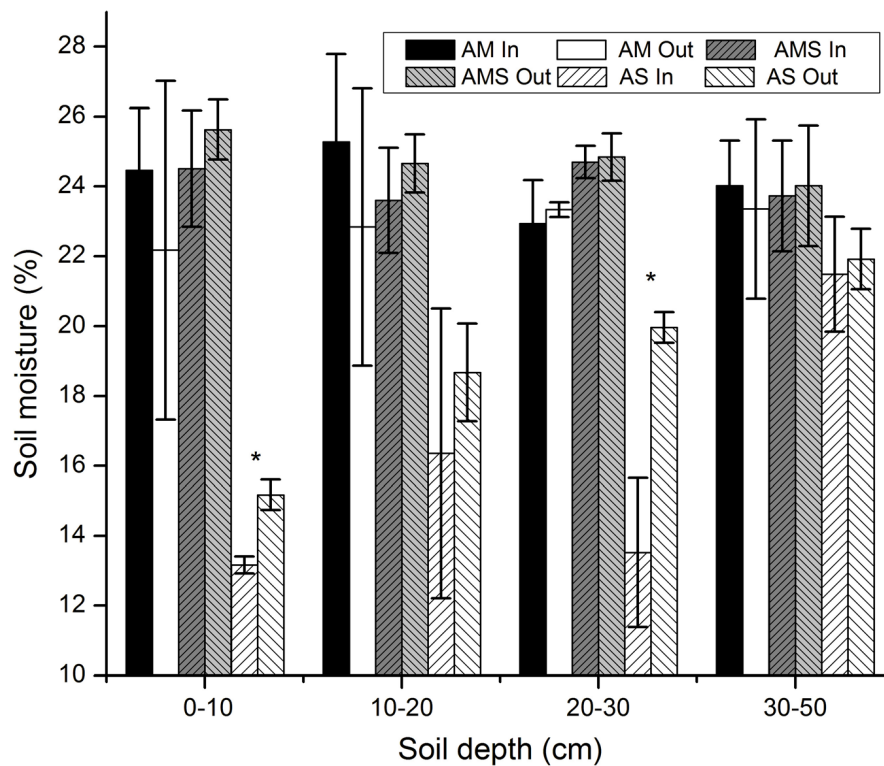 28
26
24
22
20
18
16
14
12
10
Soil moisture (%)
AM In AM Out AMS In
AMS Out AS In AS Out
*
*
0-10 10-20 20-30 30-50
Soil depth (cm)